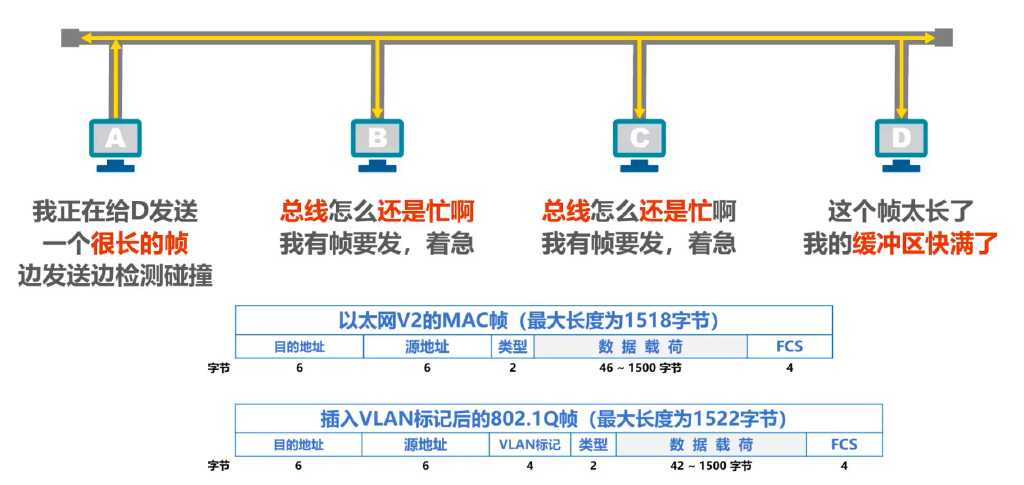 A
B
C
D
我正在给D发送
一个很长的帧
边发送边检测碰撞
总线怎么还是忙啊
我有帧要发，着急
总线怎么还是忙啊
我有帧要发，着急
这个帧太长了
我的缓冲区快满了
以太网V2的MAC帧（最大长度为1518字节）
目的地址 源地址 类型 数 据 载 荷 FCS
字节 6 6 2 46 ~ 1500 字节 4
插入VLAN标记后的802.1Q帧（最大长度为1522字节）
目的地址 源地址 VLAN标记 类型 数 据 载 荷 FCS
字节 6 6 4 2 42 ~ 1500 字节 4